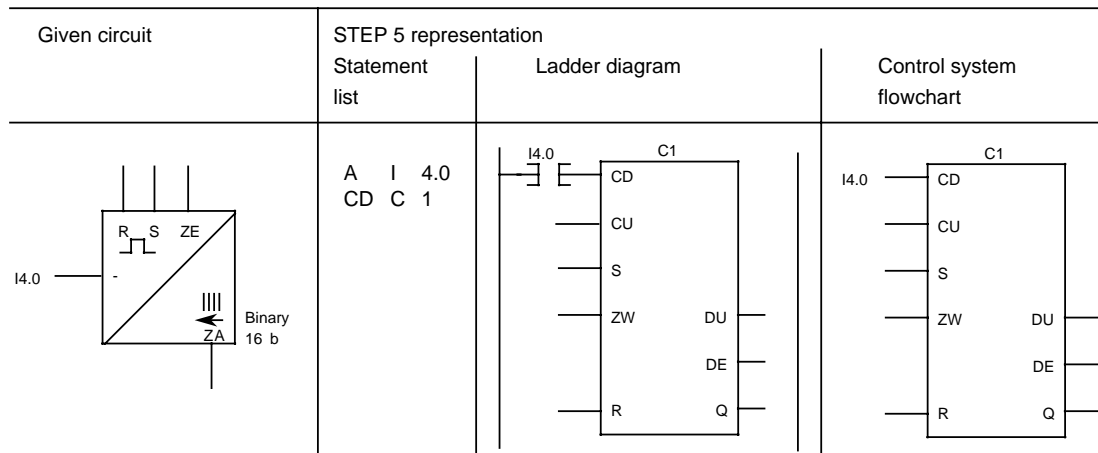 Given circuit
STEP 5 representation
Statement
list
Ladder diagram
Control system
flowchart
R S ZE
I4.0
-
Binary
ZA 16 b
A I 4.0
CD C 1
I4.0
C1
CD
CU
S
ZW DU
DE
R Q
C1
I4.0 CD
CU
S
ZW DU
DE
R Q